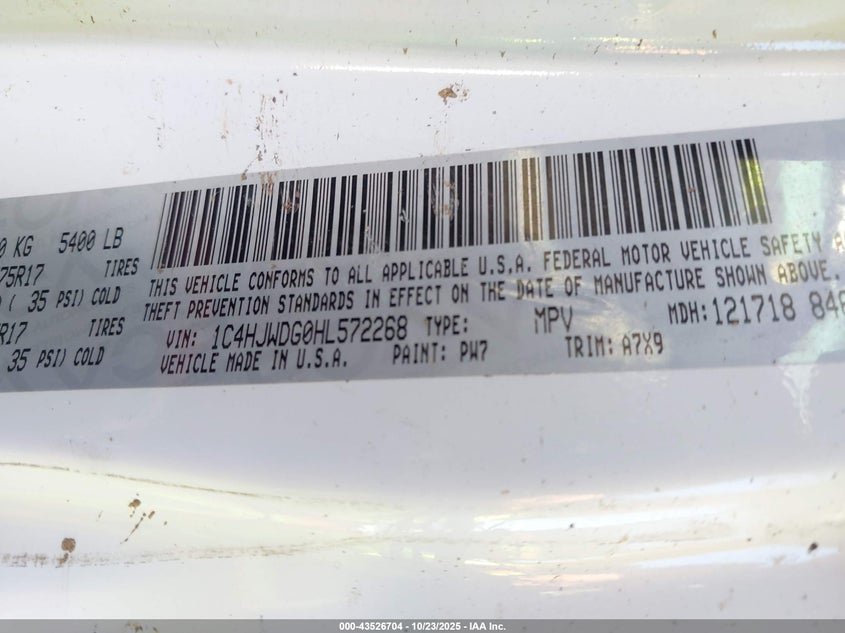 0 KG 5400 LB
75R17 TIRES
( 35 PSI) COLD
R17 TIRES
35 PSI) COLD
THIS VEHICLE CONFORMS TO ALL APPLICABLE U.S.A. FEDERAL MOTOR VEHICLE SAFETY A
THEFT PREVENTION STANDARDS IN EFFECT ON THE DATE OF MANUFACTURE SHOWN ABOVE.
VIN: 1C4HJWDG0HL572268 TYPE: MPV MDH: 121718 84
VEHICLE MADE IN U.S.A. PAINT: PW7 TRIM: A7X9
000-43526704 - 10/23/2025 - IAA Inc.